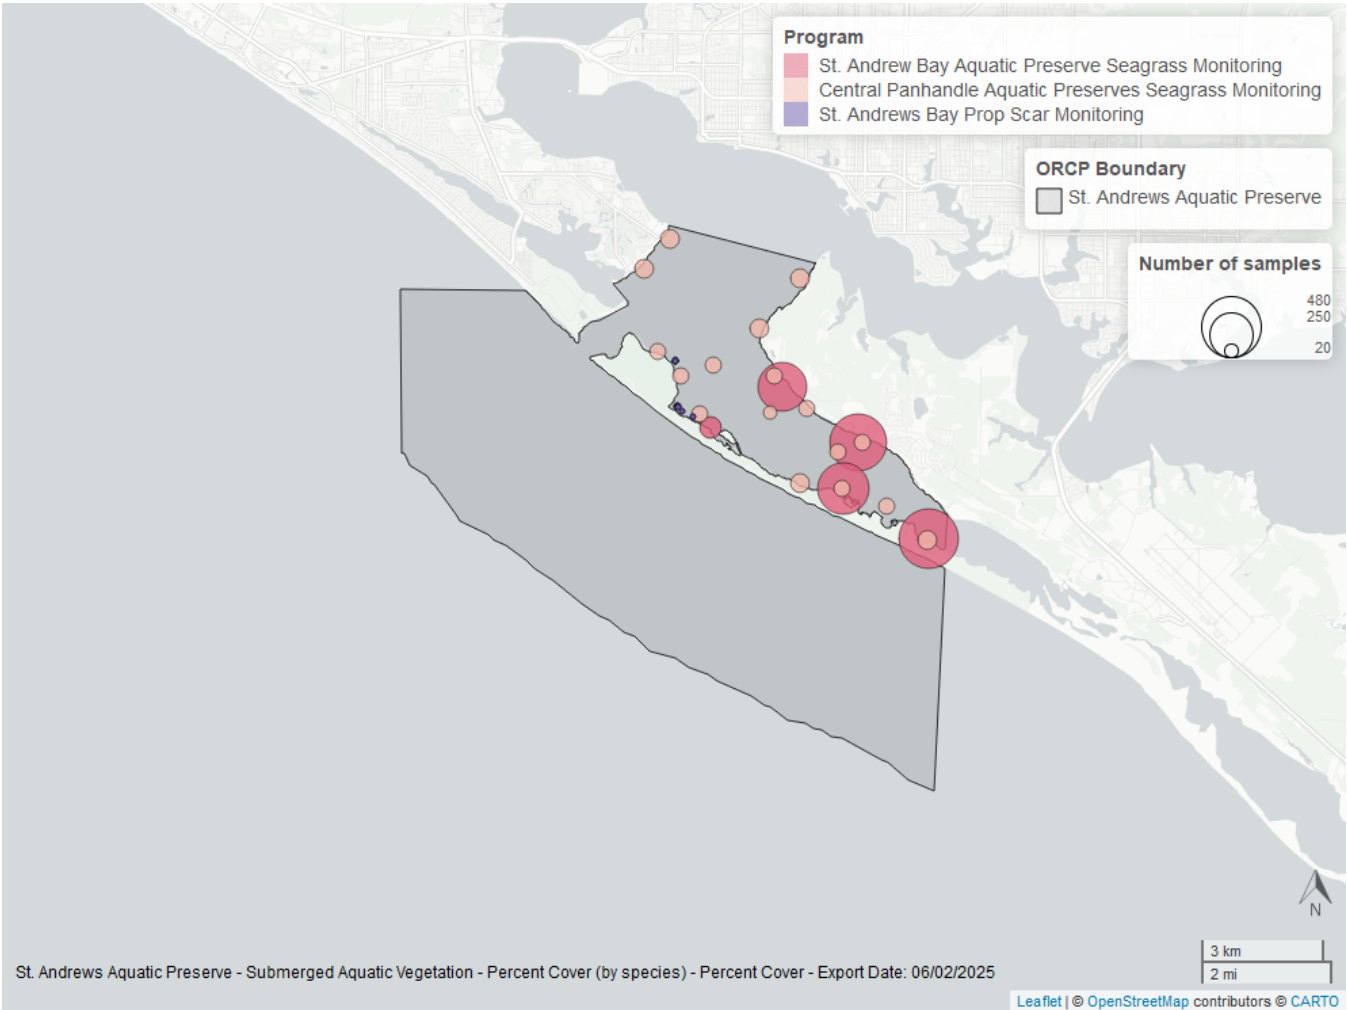 Program
St. Andrew Bay Aquatic Preserve Seagrass Monitoring
Central Panhandle Aquatic Preserves Seagrass Monitoring
St. Andrews Bay Prop Scar Monitoring
ORCP Boundary
St. Andrews Aquatic Preserve
Number of samples
480
250
20
N
3 km
2 mi
St. Andrews Aquatic Preserve - Submerged Aquatic Vegetation - Percent Cover (by species) - Percent Cover - Export Date: 06/02/2025
Leaflet | © OpenStreetMap contributors © CARTO